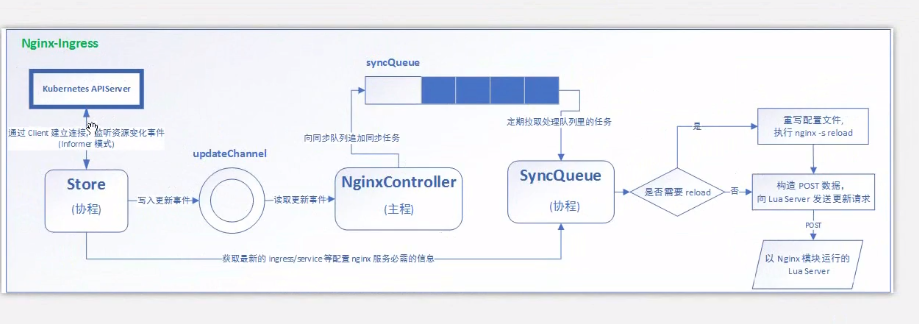 Nginx-Ingress
Kubernetes APIServer
通过 Client 建立连接，监听资源变化事件
(Informer 模式)
Store
(协程)
写入更新事件
updateChannel
读取更新事件
syncQueue
向同步队列追加同步任务
NginxController
(主程)
定期拉取处理队列里的任务
SyncQueue
(协程)
获取最新的 ingress/service 等配置 nginx 服务必需的信息
是否需要 reload
是
否
重写配置文件,
执行 nginx -s reload
构造 POST 数据，
向 Lua Server 发送更新请求
POST
以 Nginx 模块运行的
Lua Server